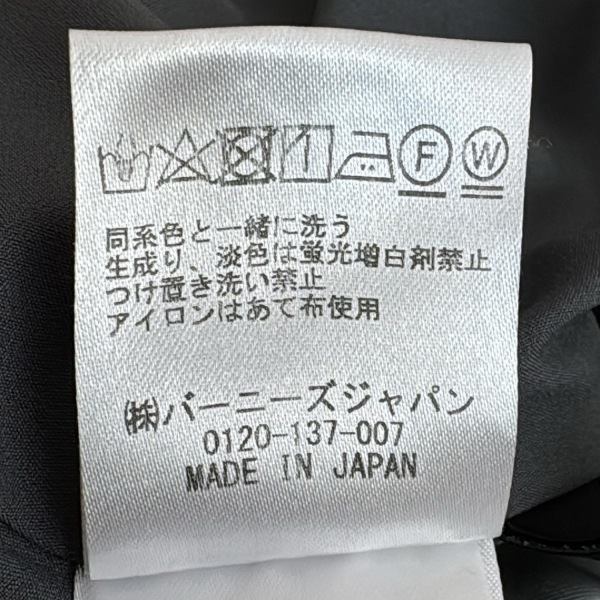 F W
同系色と一緒に洗う
生成り、淡色は蛍光増白剤禁止
つけ置き洗い禁止
アイロンはあて布使用
㈱バーニーズジャパン
0120-137-007
MADE IN JAPAN